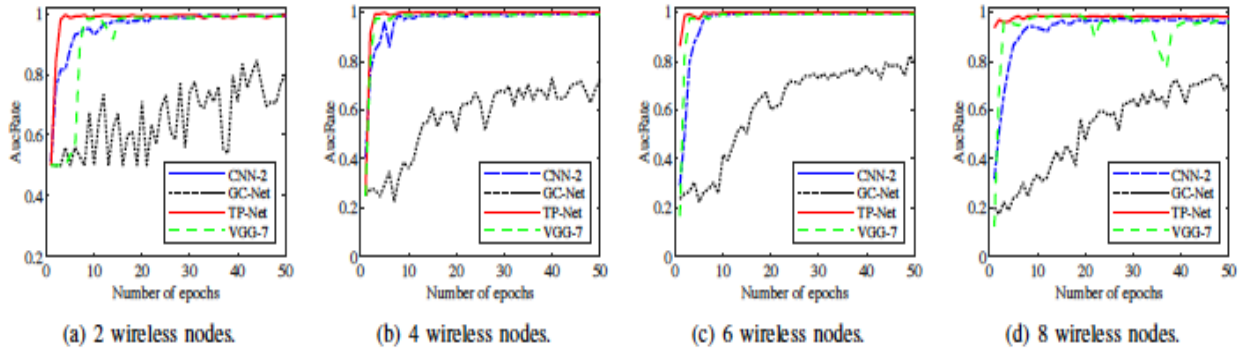 1
0.8
0.6
0.4
0.2
AucRate
CNN-2
GC-Net
TP-Net
VGG-7
0 10 20 30 40 50
Number of epochs
(a) 2 wireless nodes.
1
0.8
0.6
0.4
0.2
0
AucRate
CNN-2
GC-Net
TP-Net
VGG-7
0 10 20 30 40 50
Number of epochs
(b) 4 wireless nodes.
1
0.8
0.6
0.4
0.2
0
AucRate
CNN-2
GC-Net
TP-Net
VGG-7
0 10 20 30 40 50
Number of epochs
(c) 6 wireless nodes.
1
0.8
0.6
0.4
0.2
0
AucRate
CNN-2
GC-Net
TP-Net
VGG-7
0 10 20 30 40 50
Number of epochs
(d) 8 wireless nodes.